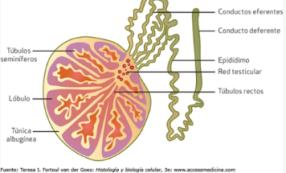 Conductos eferentes
Conducto deferente
Túbulos
seminíferos
Epidídimo
Red testicular
Lóbulo
Túbulos rectos
Túnica
albugínea
Fuente: Teresa I. Fortoul van der Goes: Histología y biología celular, 3e: www.accessmedicine.com